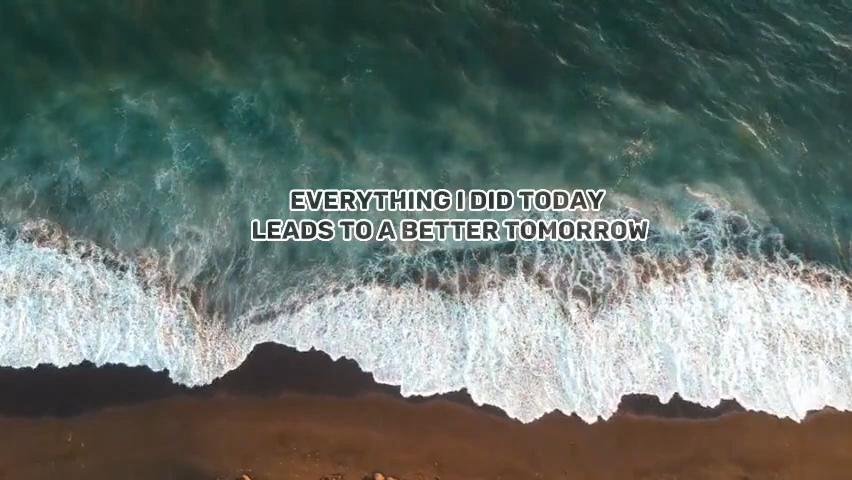 EVERYTHING I DID TODAY
LEADS TO A BETTER TOMORROW